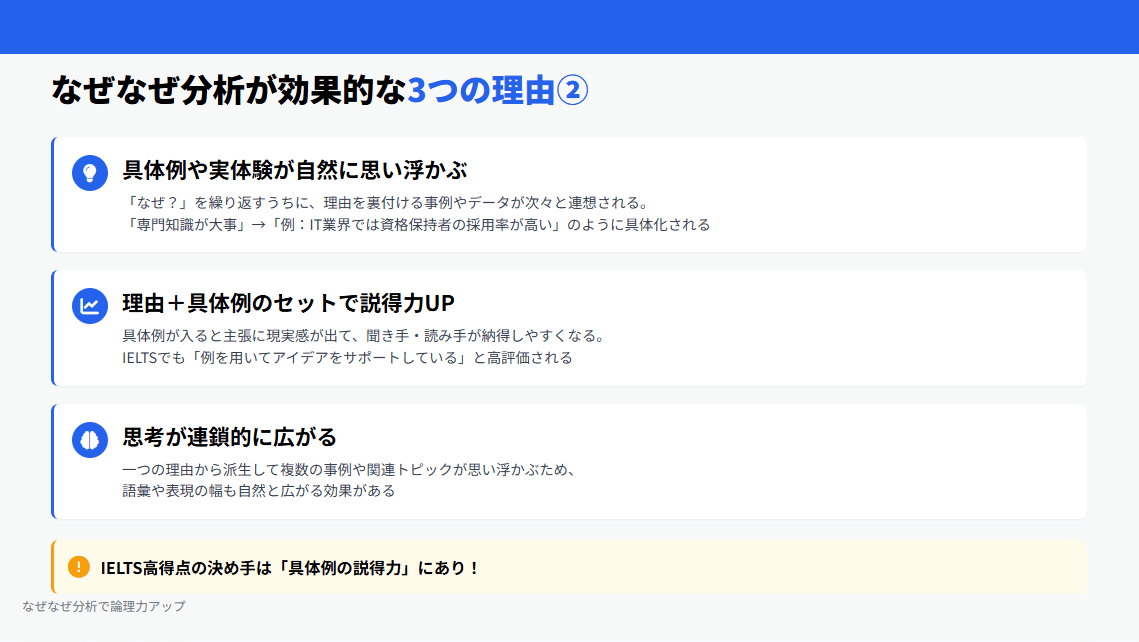 なぜなぜ分析が効果的な3つの理由②
具体例や実体験が自然に思い浮かぶ
「なぜ？」を繰り返すうちに、理由を裏付ける事例やデータが次々と連想される。
「専門知識が大事」→「例：IT業界では資格保持者の採用率が高い」のように具体化される
理由＋具体例のセットで説得力UP
具体例が入ると主張に現実感が出て、聞き手・読み手が納得しやすくなる。
IELTSでも「例を用いてアイデアをサポートしている」と高評価される
思考が連鎖的に広がる
一つの理由から派生して複数の事例や関連トピックが思い浮かぶため、
語彙や表現の幅も自然と広がる効果がある
IELTS高得点の決め手は「具体例の説得力」にあり！
なぜなぜ分析で論理力アップ